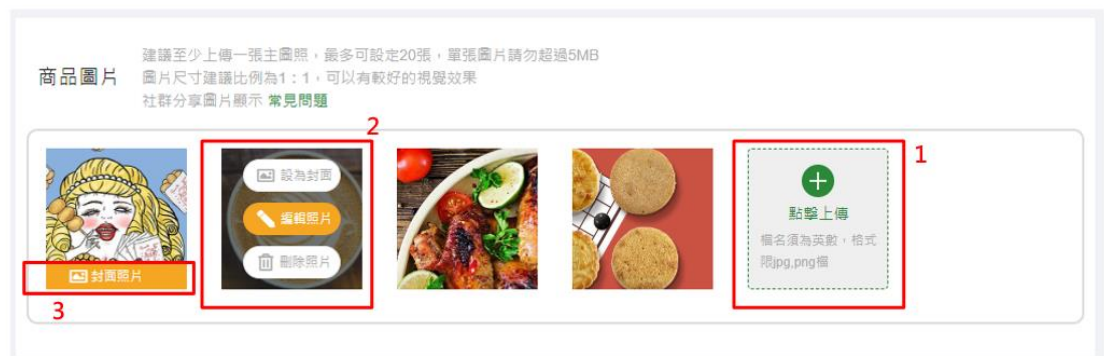 建議至少上傳一張主圖照，最多可設定20張，單張圖片請勿超過5MB
商品圖片
圖片尺寸建議比例為1：1，可以有較好的視覺效果
社群分享圖片顯示 常見問題
2
1
設為封面
編輯照片
刪除照片
點擊上傳
檔名須為英數，格式
限jpg,png檔
封面照片
3